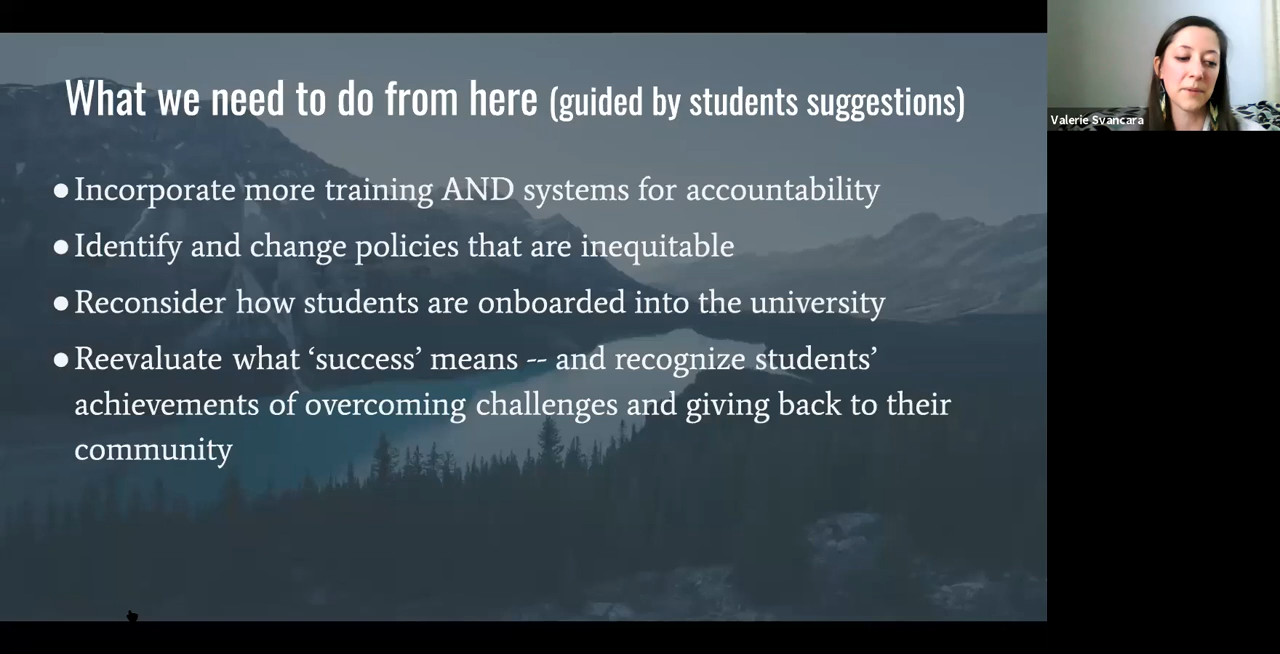 What we need to do from here (guided by students suggestions)
●Incorporate more training AND systems for accountability
●Identify and change policies that are inequitable
●Reconsider how students are onboarded into the university
●Reevaluate what ‘success’ means -- and recognize students’
achievements of overcoming challenges and giving back to their
community
Valerie Svancara